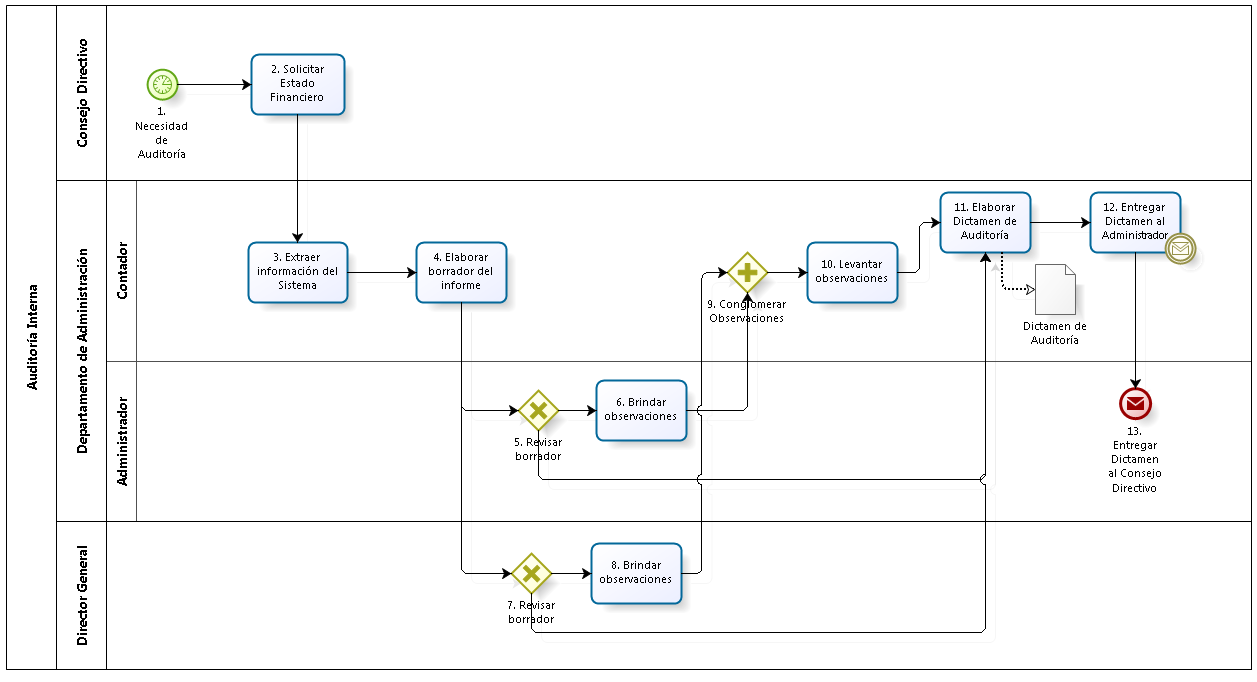 Auditoría Interna
Consejo Directivo
1.
Necesidad
de
Auditoría
2. Solicitar
Estado
Financiero
Departamento de Administración
Contador
3. Extraer
información del
Sistema
4. Elaborar
borrador del
informe
9. Conglomerar
Observaciones
10. Levantar
observaciones
11. Elaborar
Dictamen de
Auditoría
Dictamen de
Auditoría
12. Entregar
Dictamen al
Administrador
Administrador
5. Revisar
borrador
6. Brindar
observaciones
13.
Entregar
Dictamen
al Consejo
Directivo
Director General
7. Revisar
borrador
8. Brindar
observaciones